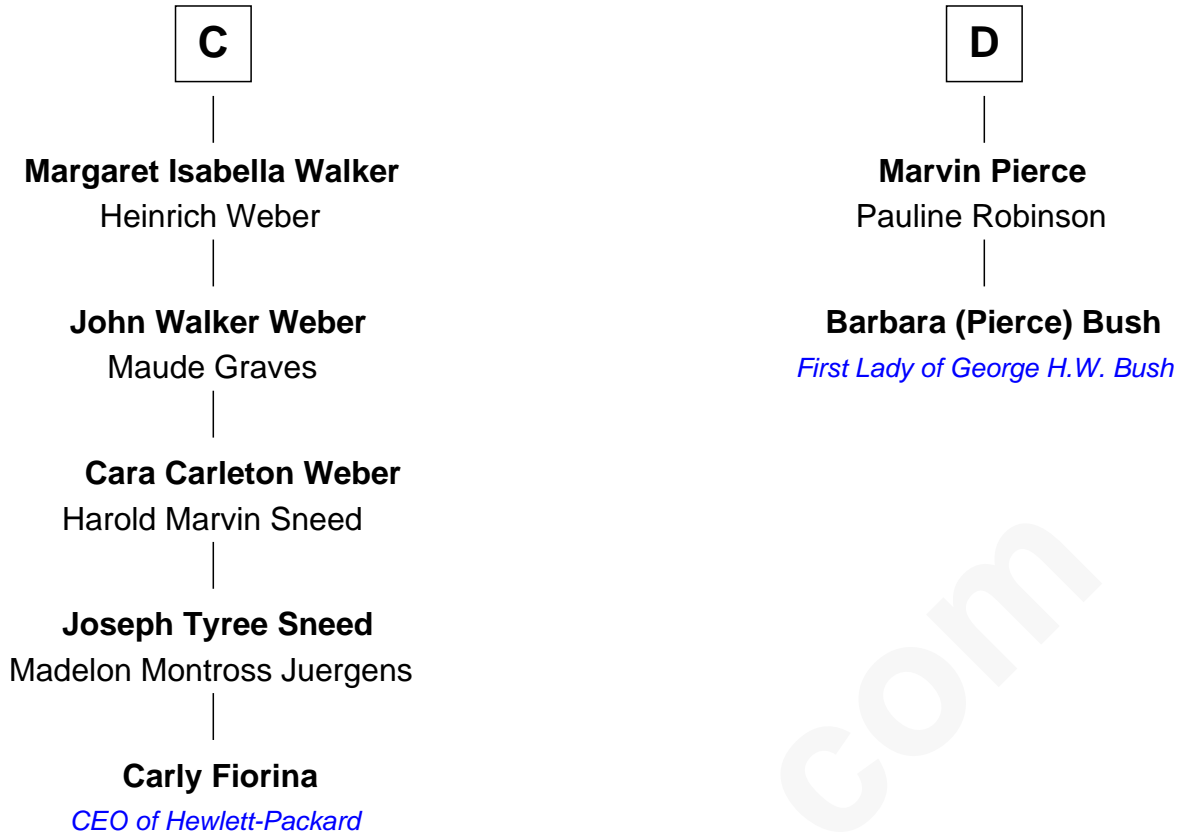 C
Margaret Isabella Walker
Heinrich Weber
John Walker Weber
Maude Graves
Cara Carleton Weber
Harold Marvin Sneed
Joseph Tyree Sneed
Madelon Montross Juergens
Carly Fiorina
CEO of Hewlett-Packard
D
Marvin Pierce
Pauline Robinson
Barbara (Pierce) Bush
First Lady of George H.W. Bush
com